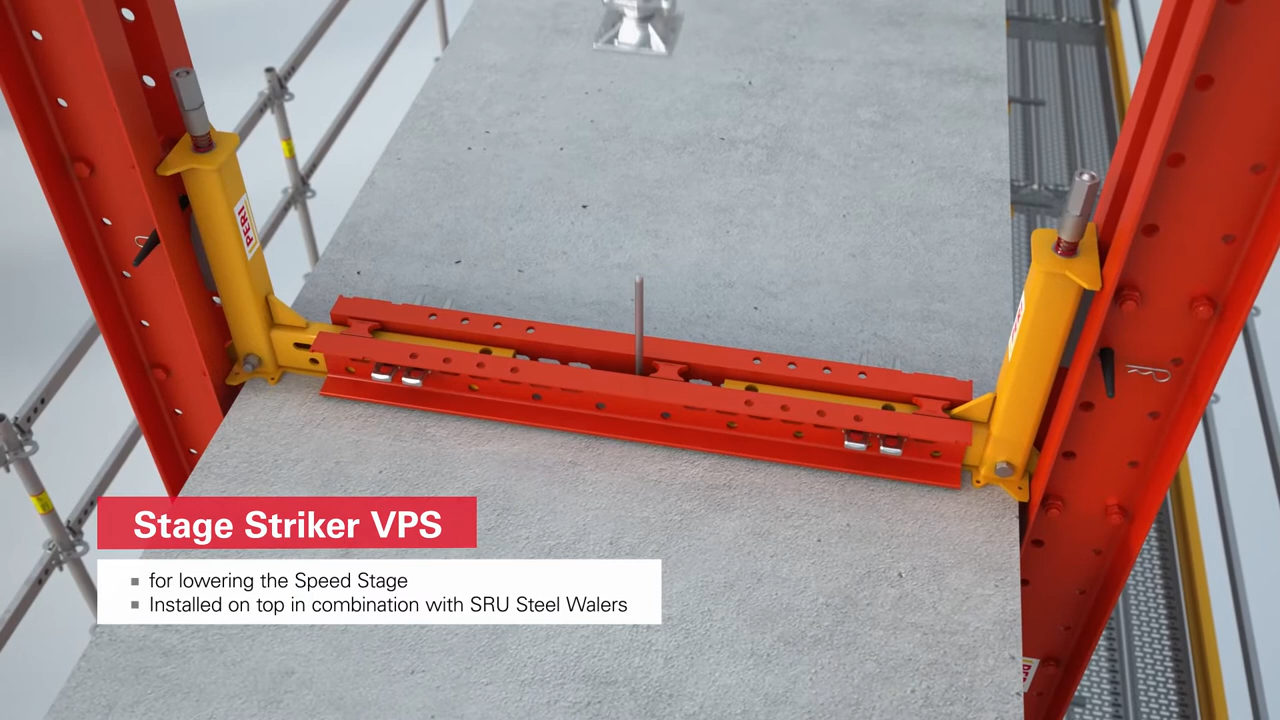 PERI
Stage Striker VPS
for lowering the Speed Stage
Installed on top in combination with SRU Steel Walers